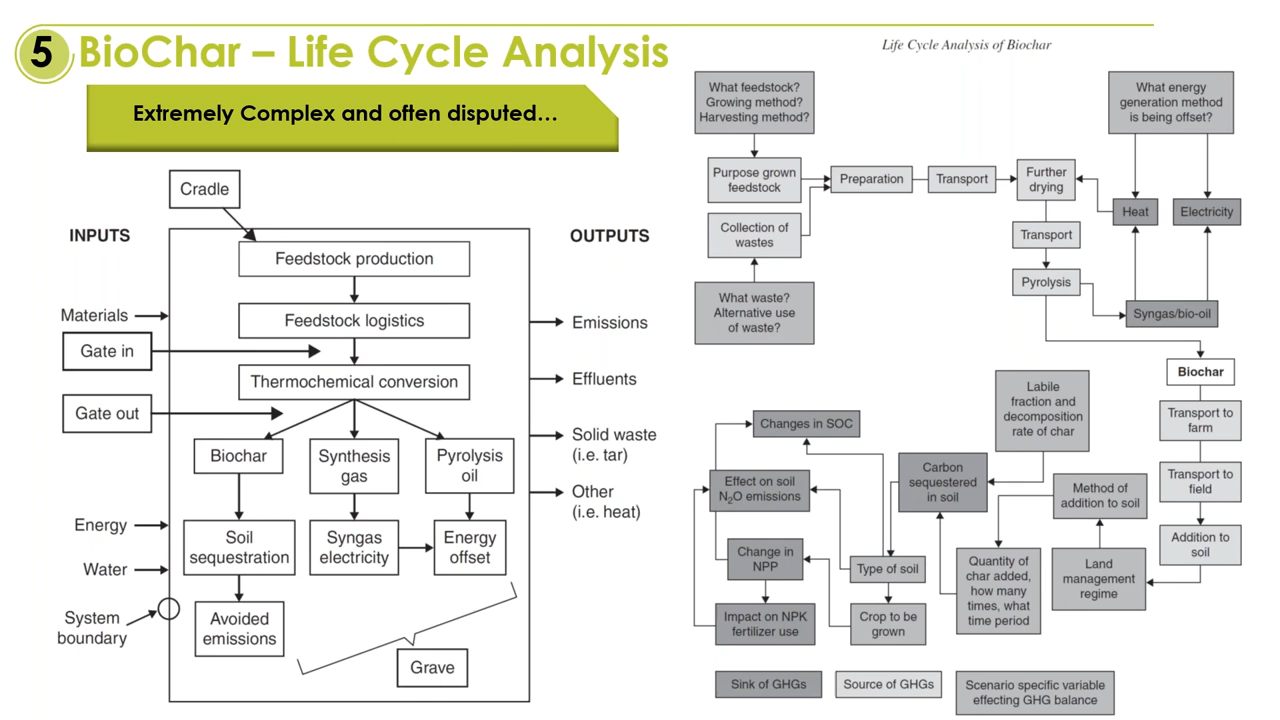 5 BioChar – Life Cycle Analysis
Extremely Complex and often disputed…
Cradle
INPUTS
OUTPUTS
Feedstock production
Feedstock logistics
Thermochemical conversion
Materials
Gate in
Gate out
Emissions
Effluents
Solid waste
(i.e. tar)
Other
(i.e. heat)
Biochar
Synthesis
gas
Pyrolysis
oil
Energy
Water
System
boundary
Soil
sequestration
Syngas
electricity
Energy
offset
Avoided
emissions
Grave
Life Cycle Analysis of Biochar
What feedstock?
Growing method?
Harvesting method?
What energy
generation method
is being offset?
Purpose grown
feedstock
Preparation
Transport
Further
drying
Heat
Electricity
Collection of
wastes
Transport
Pyrolysis
What waste?
Alternative use
of waste?
Syngas/bio-oil
Biochar
Labile
fraction and
decomposition
rate of char
Changes in SOC
Transport to
farm
Effect on soil
N₂O emissions
Carbon
sequestered
in soil
Method of
addition to soil
Transport to
field
Change in
NPP
Type of soil
Quantity of
char added,
how many
times, what
time period
Land
management
regime
Addition to
soil
Impact on NPK
fertilizer use
Crop to be
grown
Sink of GHGs
Source of GHGs
Scenario specific variable
effecting GHG balance